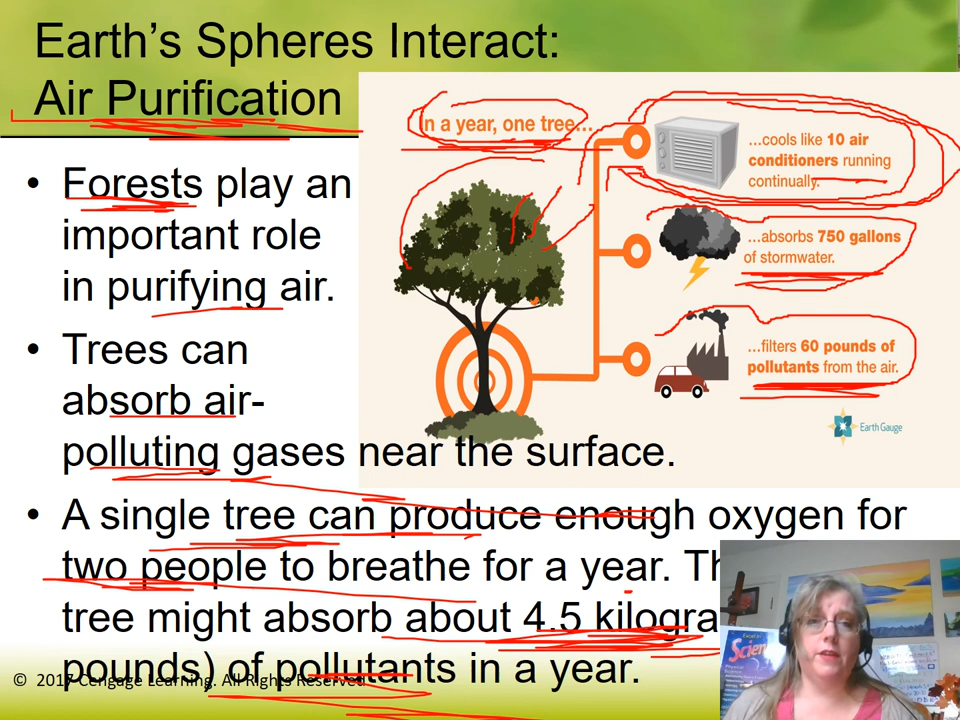 Earth’s Spheres Interact:
Air Purification
• Forests play an
important role
in purifying air.
• Trees can
absorb air-
polluting gases near the surface.
• A single tree can produce enough oxygen for
two people to breathe for a year.
tree might absorb about 4.5
pounds) of pollutants in a year.
In a year, one tree...
...cools like 10 air
conditioners running
continually.
...absorbs 750 gallons
of stormwater.
...filters 60 pounds of
pollutants from the air.
Earth Gauge
© 2017 Cengage Learning. All Rights Reserved